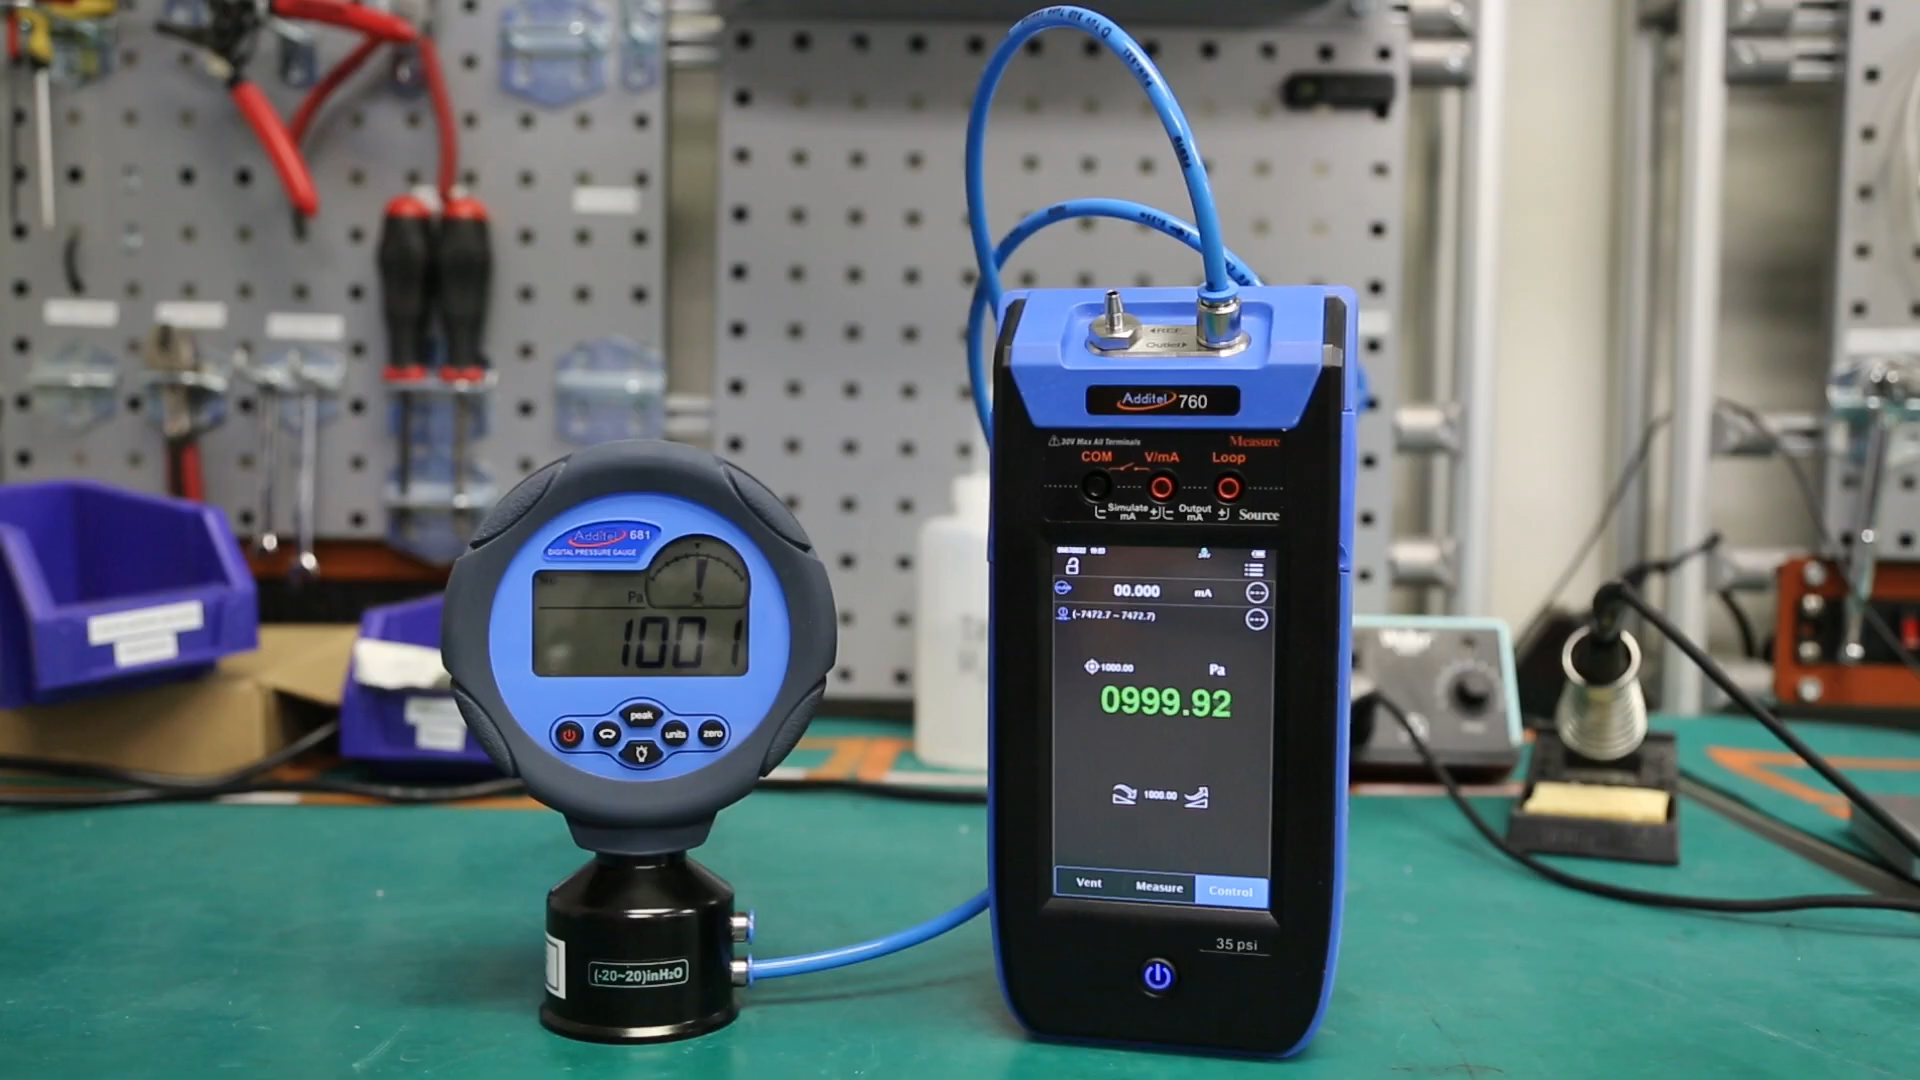 Additel 681
DIGITAL PRESSURE GAUGE
Pa
1001
peak
units
zero
(-20~20)inH₂O
◄REF
Outlet►
Additel 760
30V Max All Terminals
Measure
COM
V/mA
Loop
Simulate
mA
Output
mA
Source
00.000 mA
(-7472.7 ~ 7472.7)
1000.00
Pa
0999.92
1000.00
Vent
Measure
Control
35 psi